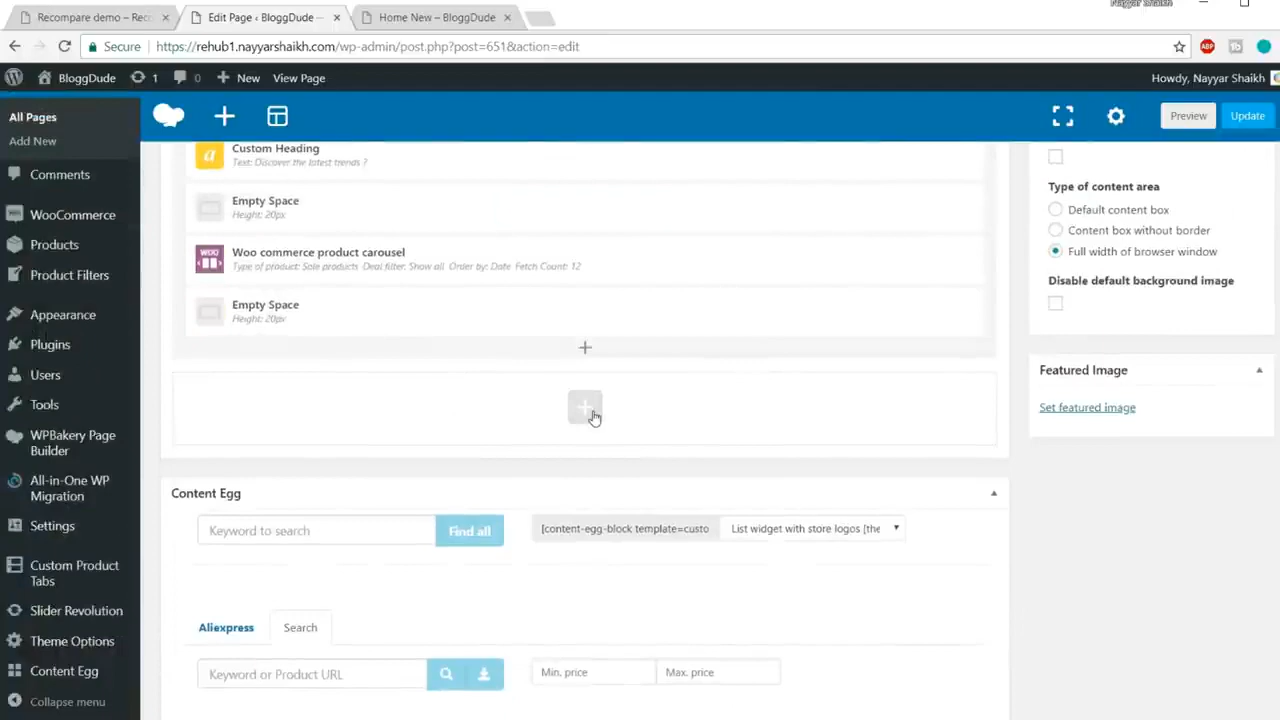 Nayyar Shaikh
Recompare demo – Reco
Edit Page ‹ BloggDude —
Home New – BloggDude
Secure
https://rehub1.nayyarshaikh.com/wp-admin/post.php?post=651&action=edit
ABP
BloggDude
1
0
New
View Page
Howdy, Nayyar Shaikh
All Pages
Add New
Comments
WooCommerce
Products
Product Filters
Appearance
Plugins
Users
Tools
WPBakery Page
Builder
All-in-One WP
Migration
Settings
Custom Product
Tabs
Slider Revolution
Theme Options
Content Egg
Collapse menu
Preview
Update
a
Custom Heading
Text: Discover the latest trends ?
Empty Space
Height: 20px
WOO
Woo commerce product carousel
Type of product: Sale products Deal filter: Show all Order by: Date Fetch Count: 12
Empty Space
Height: 20px
Type of content area
Default content box
Content box without border
Full width of browser window
Disable default background image
Featured Image
Set featured image
Content Egg
Keyword to search
Find all
[content-egg-block template=custo
List widget with store logos (the
Aliexpress
Search
Keyword or Product URL
Min. price
Max. price